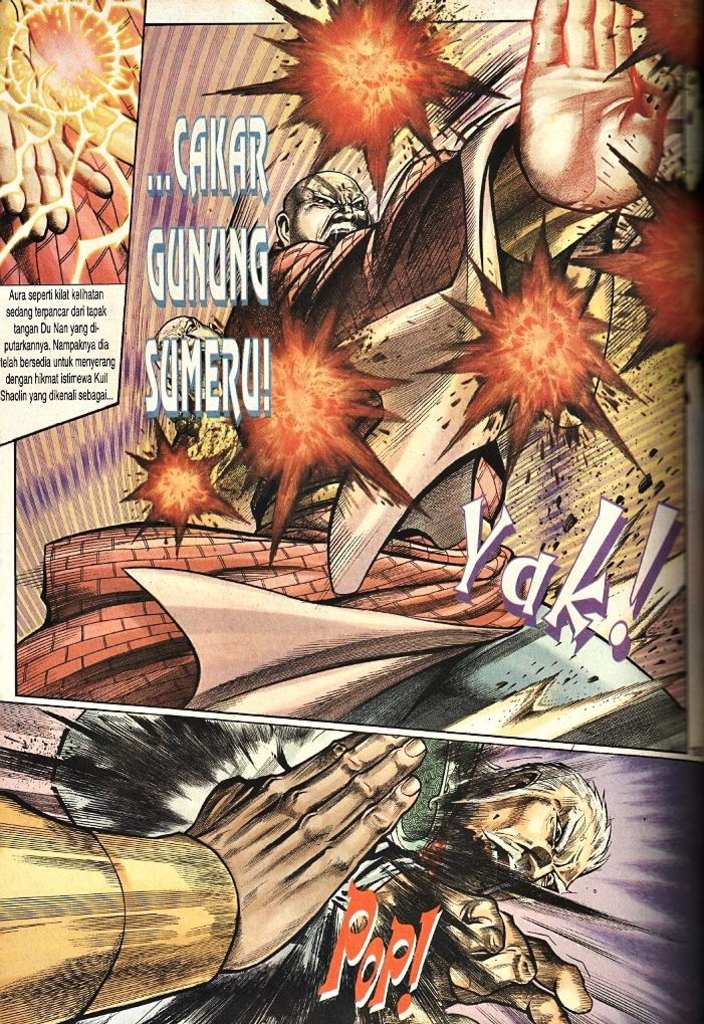 Aura seperti kilat kelihatan
sedang terpancar dari tapak
tangan Du Nan yang di-
putarkannya. Nampaknya dia
telah bersedia untuk menyerang
dengan hikmat istimewa Kuil
Shaolin yang dikenali sebagai...
...CAKAR
GUNUNG
SUMERU!
Yak!
POP!